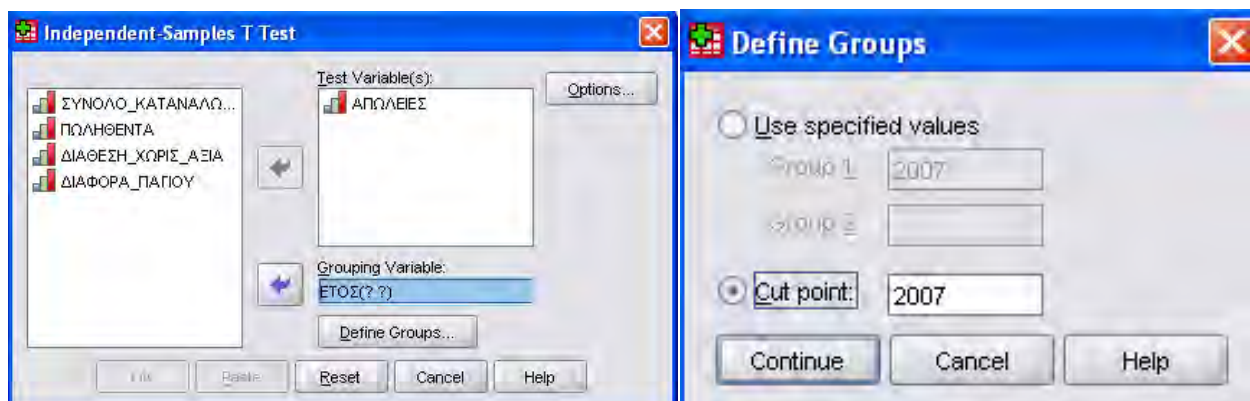 Independent-Samples T Test
Test Variable(s):
ΣΥΝΟΛΟ_ΚΑΤΑΝΑΛΩ...
ΠΩΛΗΘΕΝΤΑ
ΔΙΑΘΕΣΗ_ΧΩΡΙΣ_ΑΞΙΑ
ΔΙΑΦΟΡΑ_ΠΑΓΙΟΥ
ΑΠΩΛΕΙΕΣ
Options...
Grouping Variable:
ΕΤΟΣ(? ?)
Define Groups...
Paste Reset Cancel Help
Define Groups
Use specified values
Group 1: 2007
Group 2:
Cut point: 2007
Continue Cancel Help